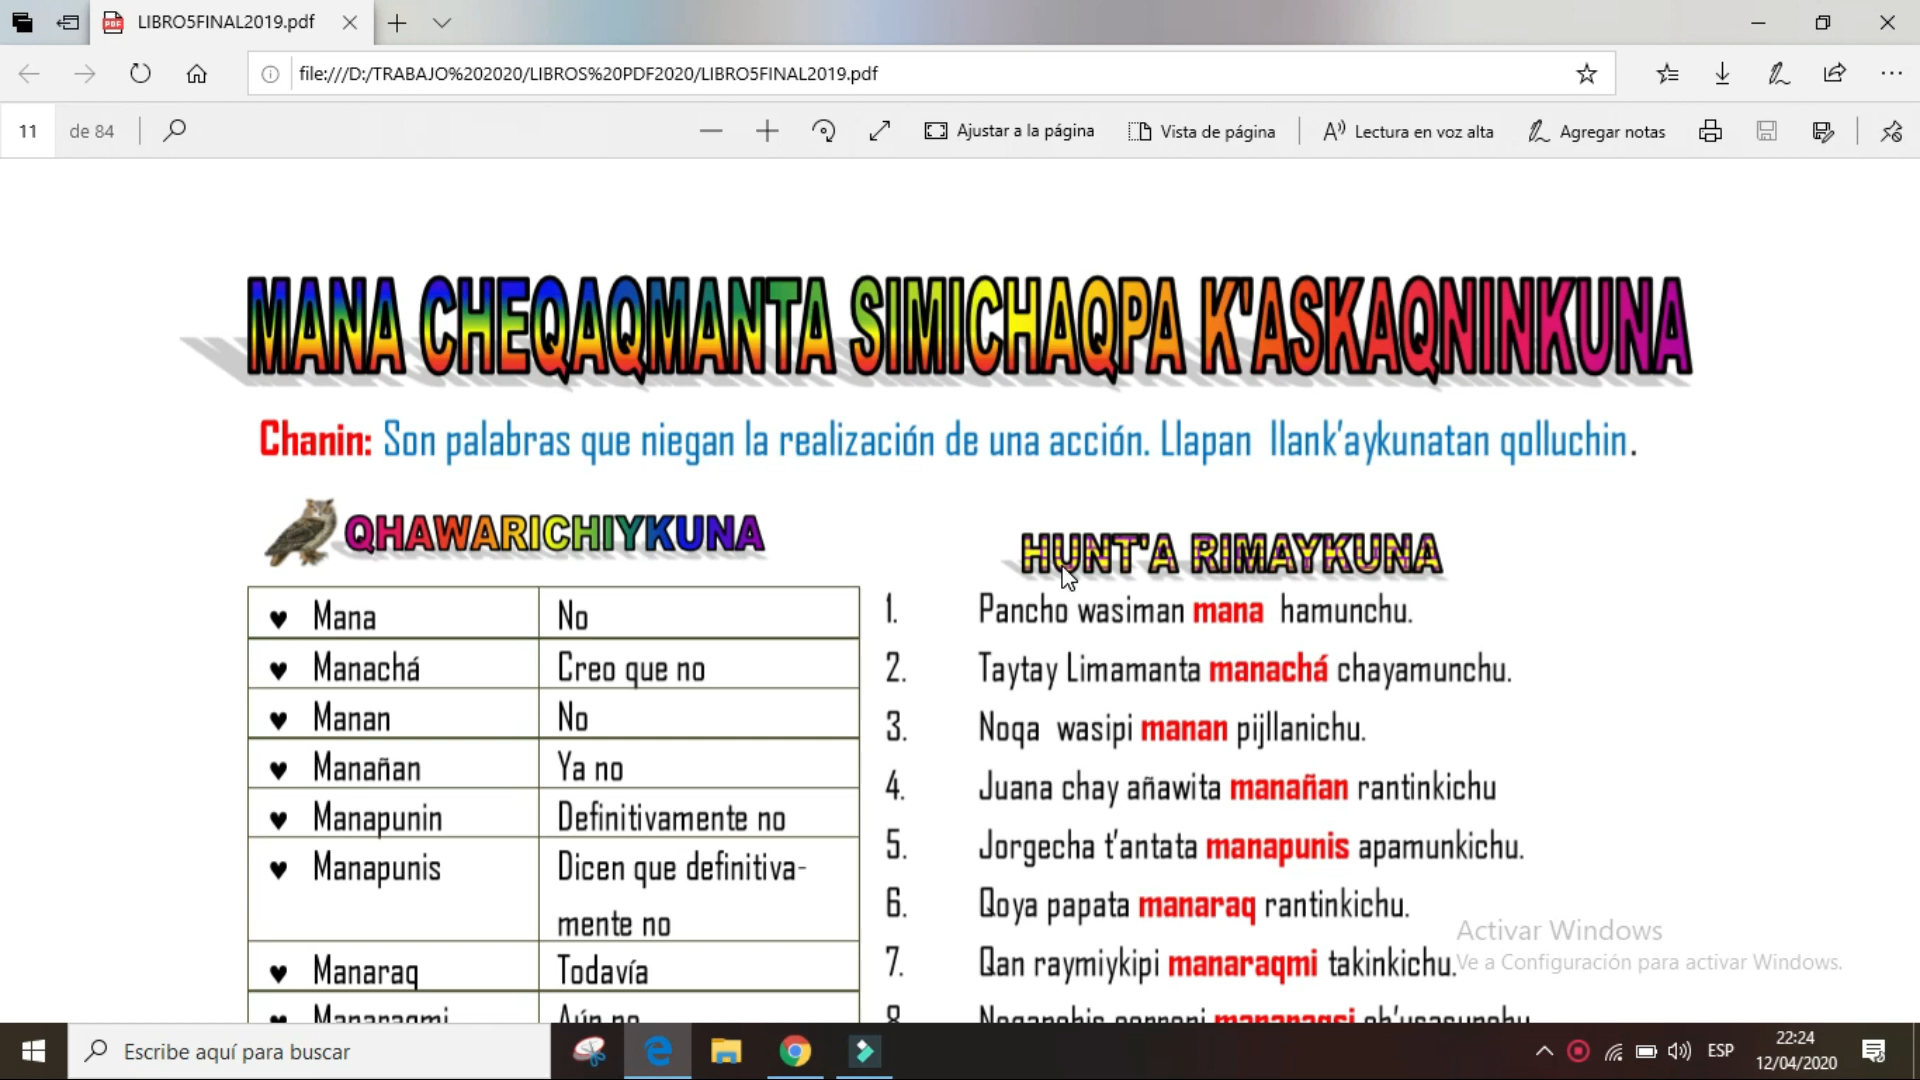 LIBRO5FINAL2019.pdf
file:///D:/TRABAJO%202020/LIBROS%20PDF2020/LIBRO5FINAL2019.pdf
11 de 84
Ajustar a la página
Vista de página
Lectura en voz alta
Agregar notas
MANA CHEQAQMANTA SIMICHAQPA K'ASKAQNINKUNA
Chanin: Son palabras que niegan la realización de una acción. Llapan llank'aykunatan qolluchin.
QHAWARICHIYKUNA
♥ Mana No
♥ Manachá Creo que no
♥ Manan No
♥ Manañan Ya no
♥ Manapunin Definitivamente no
♥ Manapunis Dicen que definitiva-
mente no
♥ Manaraq Todavía
Manaraqmi Aún no
HUNT'A RIMAYKUNA
1. Pancho wasiman mana hamunchu.
2. Taytay Limamanta manachá chayamunchu.
3. Noqa wasipi manan pijllanichu.
4. Juana chay añawita manañan rantinkichu
5. Jorgecha t'antata manapunis apamunkichu.
6. Qoya papata manaraq rantinkichu.
7. Qan raymiykipi manaraqmi takinkichu.
8 manaraqsi
Activar Windows
Ve a Configuración para activar Windows.
Escribe aquí para buscar
ESP
22:24
12/04/2020